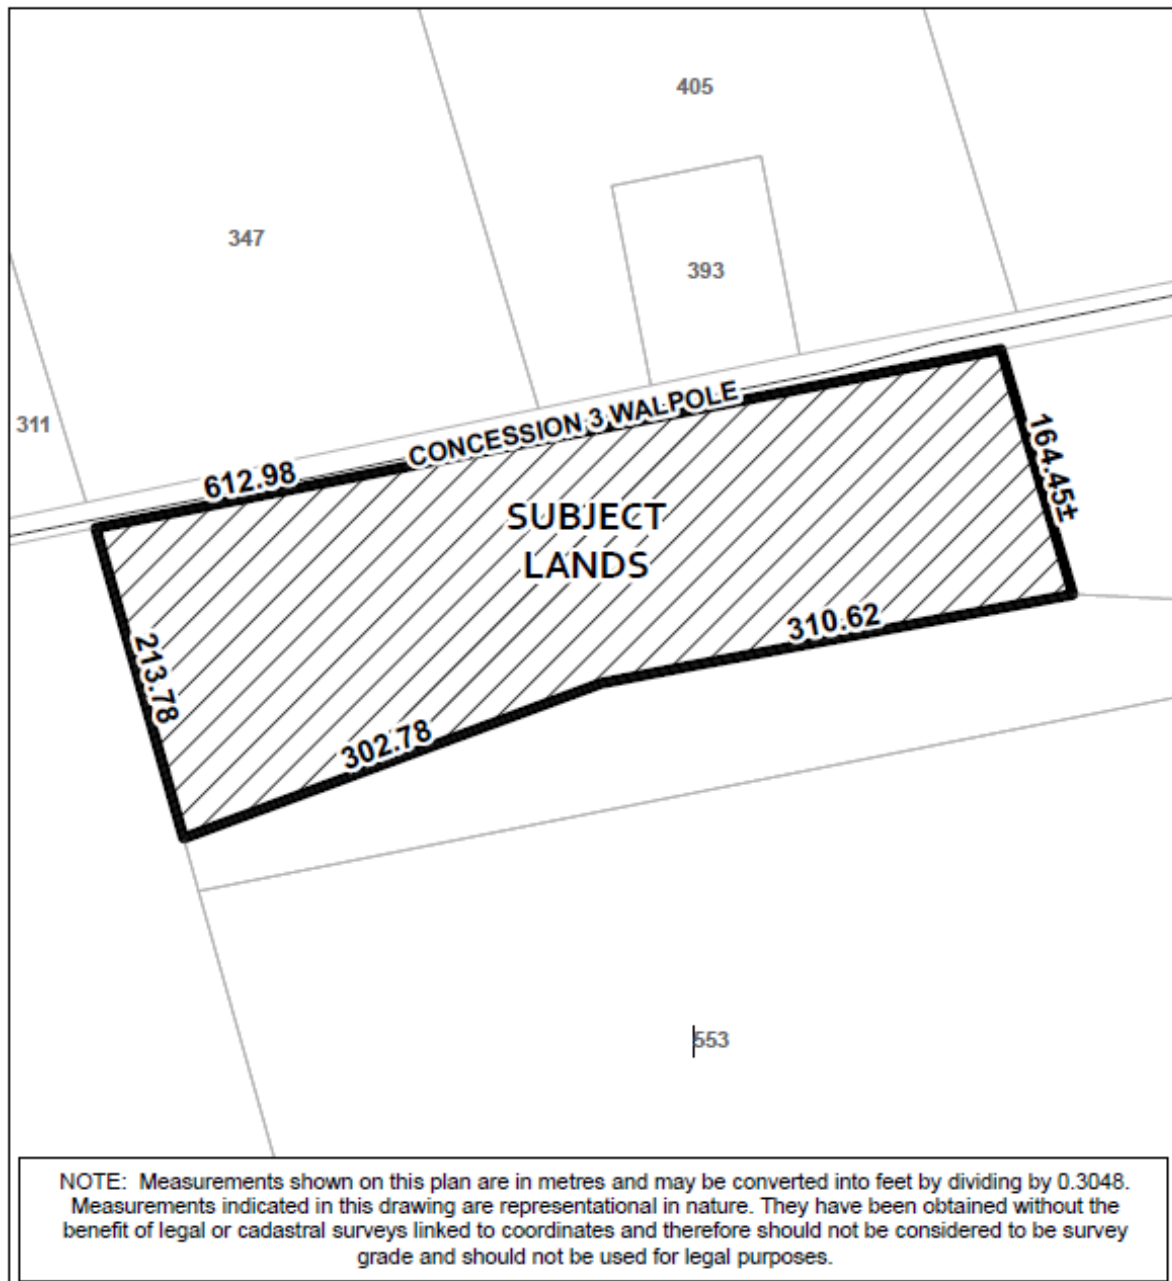 405
347
393
311
CONCESSION 3 WALPOLE
612.98
164.45±
SUBJECT
LANDS
310.62
213.78
302.78
553
NOTE: Measurements shown on this plan are in metres and may be converted into feet by dividing by 0.3048.
Measurements indicated in this drawing are representational in nature. They have been obtained without the
benefit of legal or cadastral surveys linked to coordinates and therefore should not be considered to be survey
grade and should not be used for legal purposes.